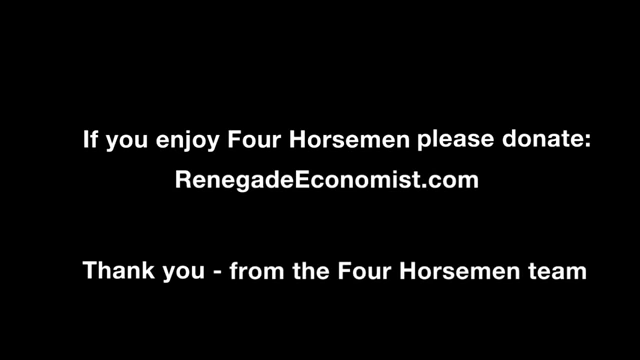 If you enjoy Four Horsemen please donate:
RenegadeEconomist.com
Thank you - from the Four Horsemen team